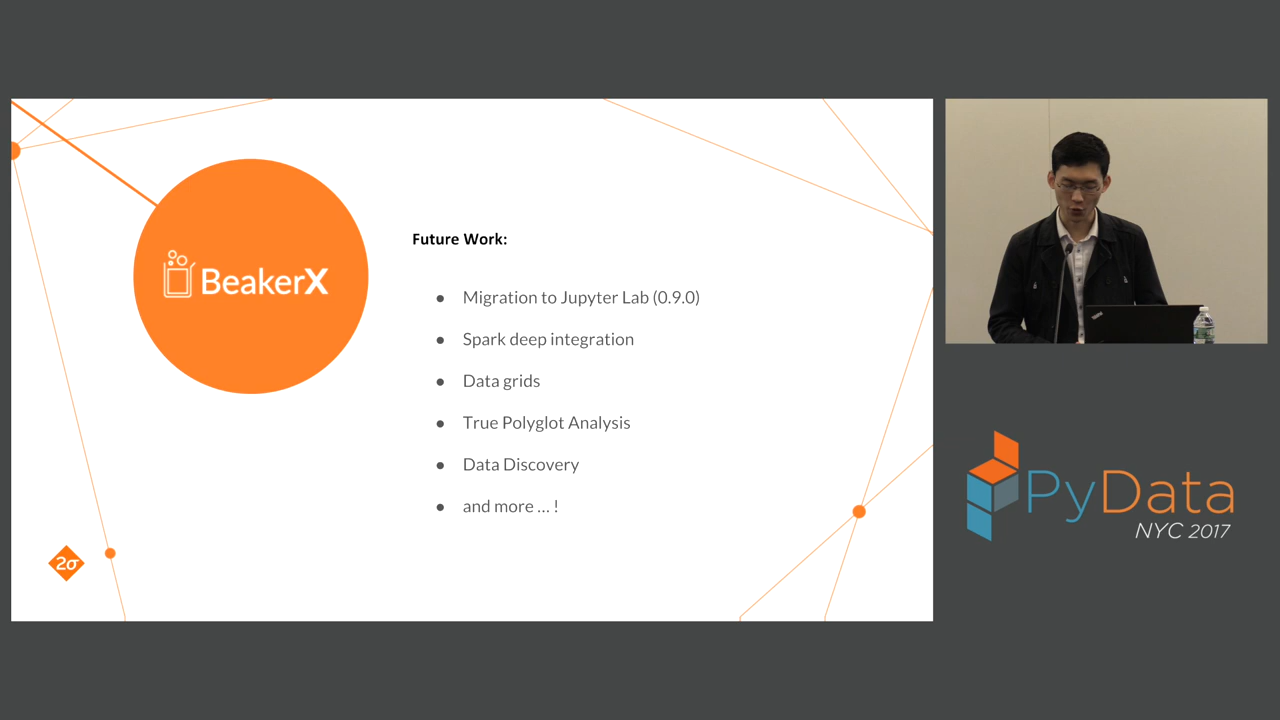 BeakerX
Future Work:
● Migration to Jupyter Lab (0.9.0)
● Spark deep integration
● Data grids
● True Polyglot Analysis
● Data Discovery
● and more ... !
2σ
PyData
NYC 2017